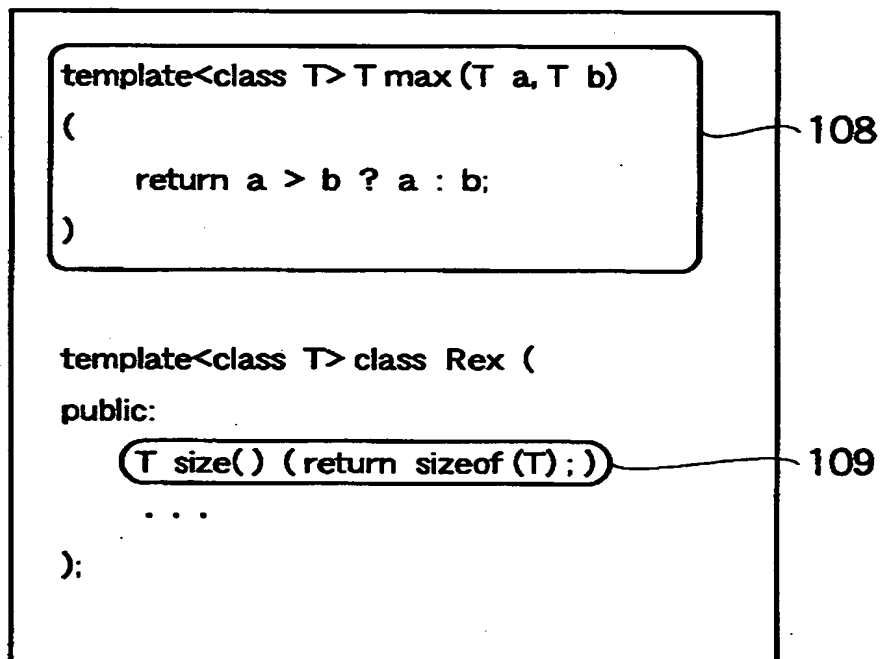 template<class T> T max (T a, T b)
(
return a > b ? a : b;
)
108
template<class T> class Rex (
public:
T size() (return sizeof (T) ; )
109
. . .
);